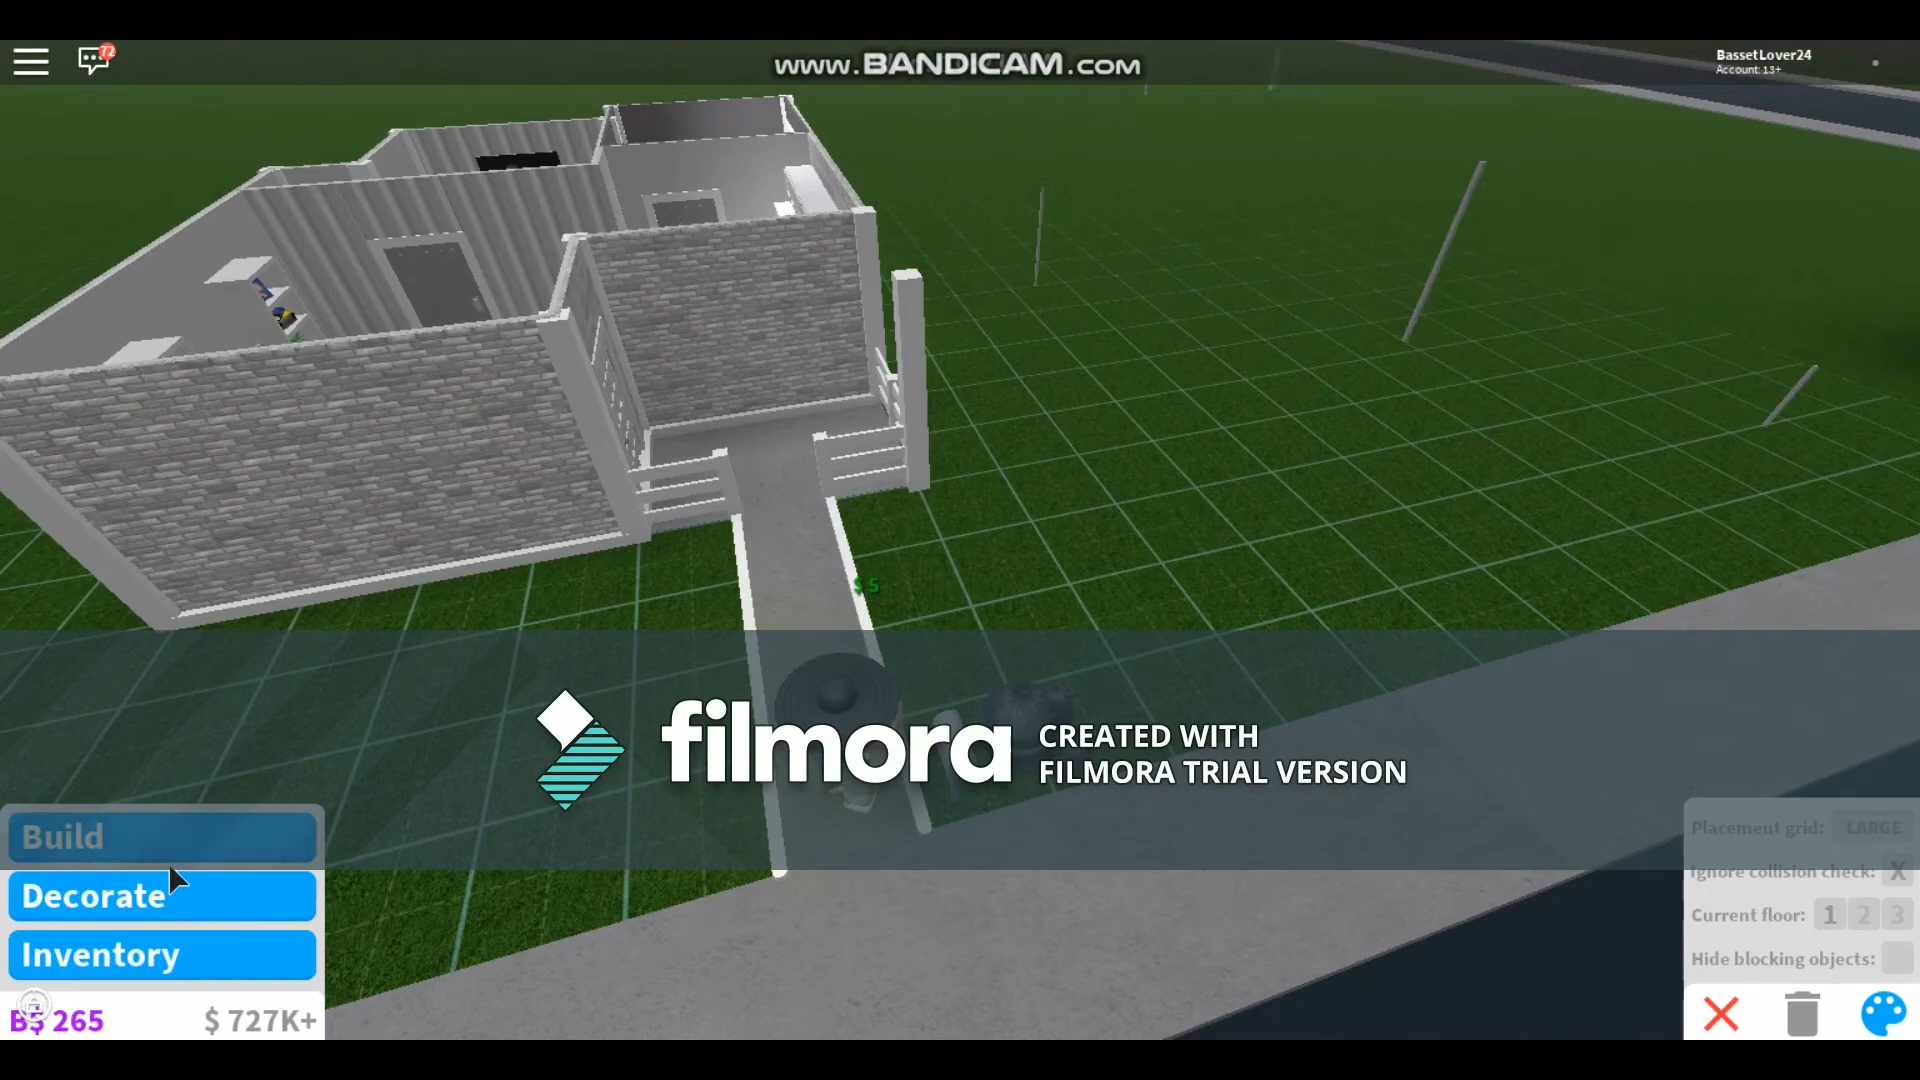 72
www.BANDICAM.com
BassetLover24
Account: 13+
$ 5
filmora
CREATED WITH
FILMORA TRIAL VERSION
Build
Decorate
Inventory
B$ 265
$ 727K+
Placement grid: LARGE
Ignore collision check: X
Current floor: 1 2 3
Hide blocking objects: